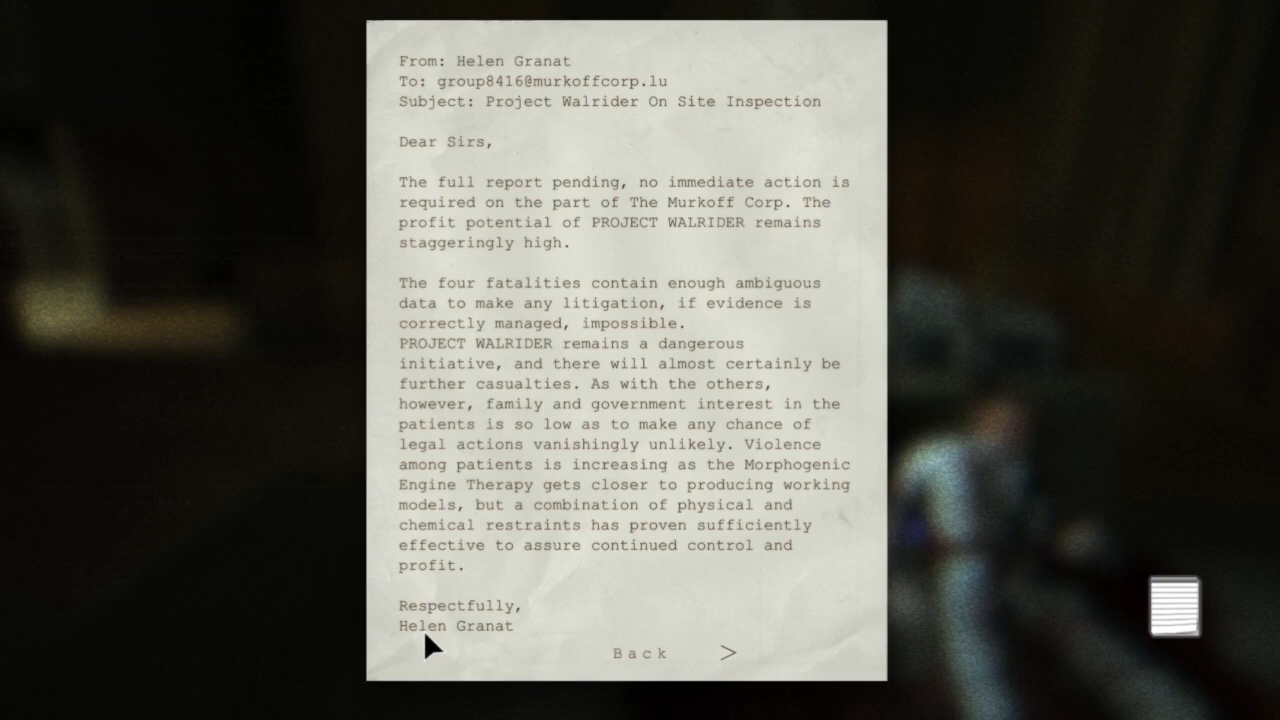 From: Helen Granat
To: group8416@murkoffcorp.lu
Subject: Project Walrider On Site Inspection
Dear Sirs,
The full report pending, no immediate action is
required on the part of The Murkoff Corp. The
profit potential of PROJECT WALRIDER remains
staggeringly high.
The four fatalities contain enough ambiguous
data to make any litigation, if evidence is
correctly managed, impossible.
PROJECT WALRIDER remains a dangerous
initiative, and there will almost certainly be
further casualties. As with the others,
however, family and government interest in the
patients is so low as to make any chance of
legal actions vanishingly unlikely. Violence
among patients is increasing as the Morphogenic
Engine Therapy gets closer to producing working
models, but a combination of physical and
chemical restraints has proven sufficiently
effective to assure continued control and
profit.
Respectfully,
Helen Granat
Back >